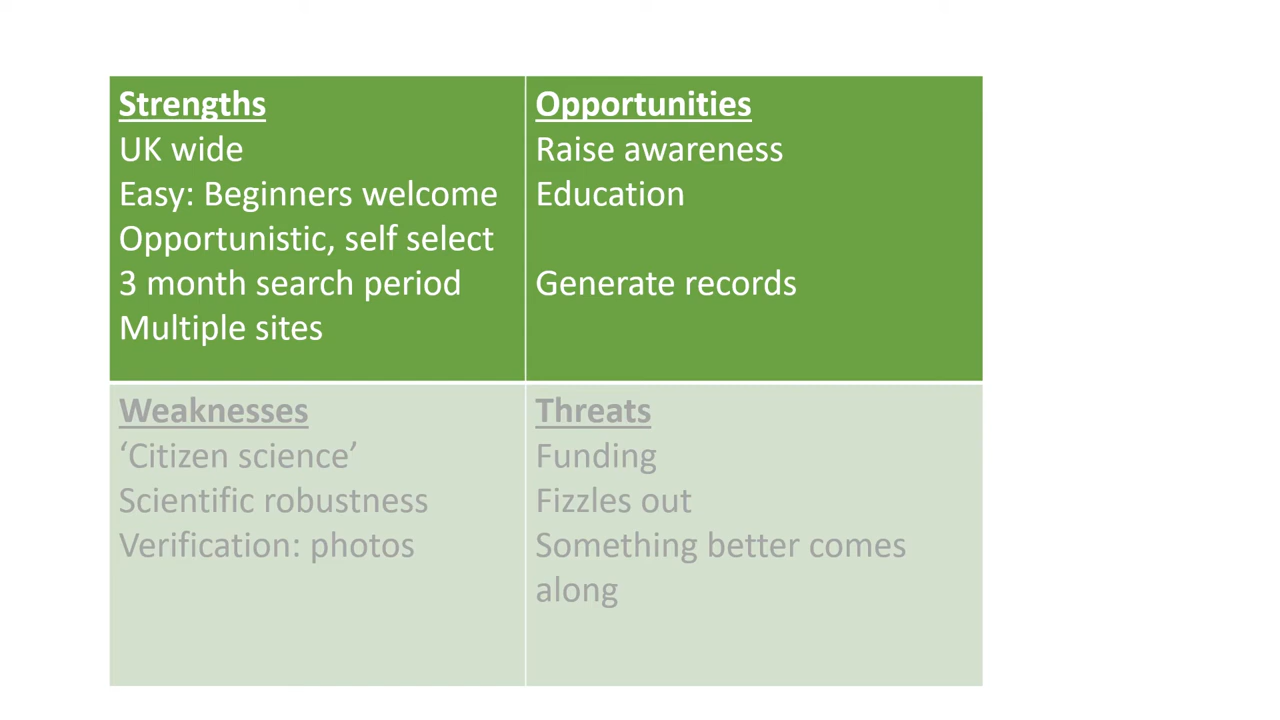 Strengths
UK wide
Easy: Beginners welcome
Opportunistic, self select
3 month search period
Multiple sites
Opportunities
Raise awareness
Education
Generate records
Weaknesses
‘Citizen science’
Scientific robustness
Verification: photos
Threats
Funding
Fizzles out
Something better comes
along